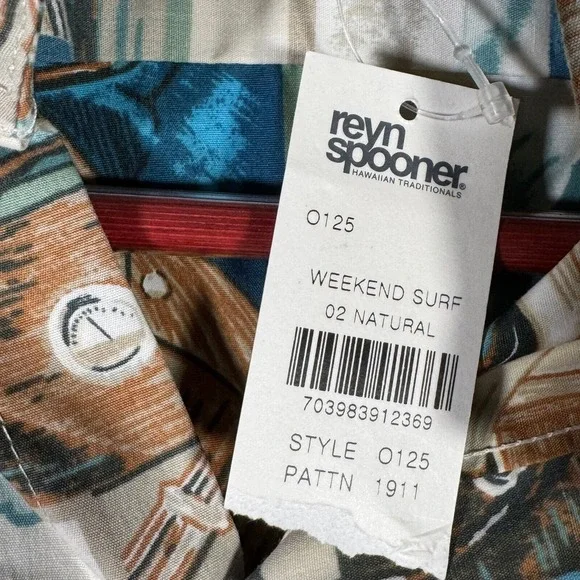 reyn
spooner®
HAWAIIAN TRADITIONALS
O125
WEEKEND SURF
02 NATURAL
703983912369
STYLE O125
PATTN 1911